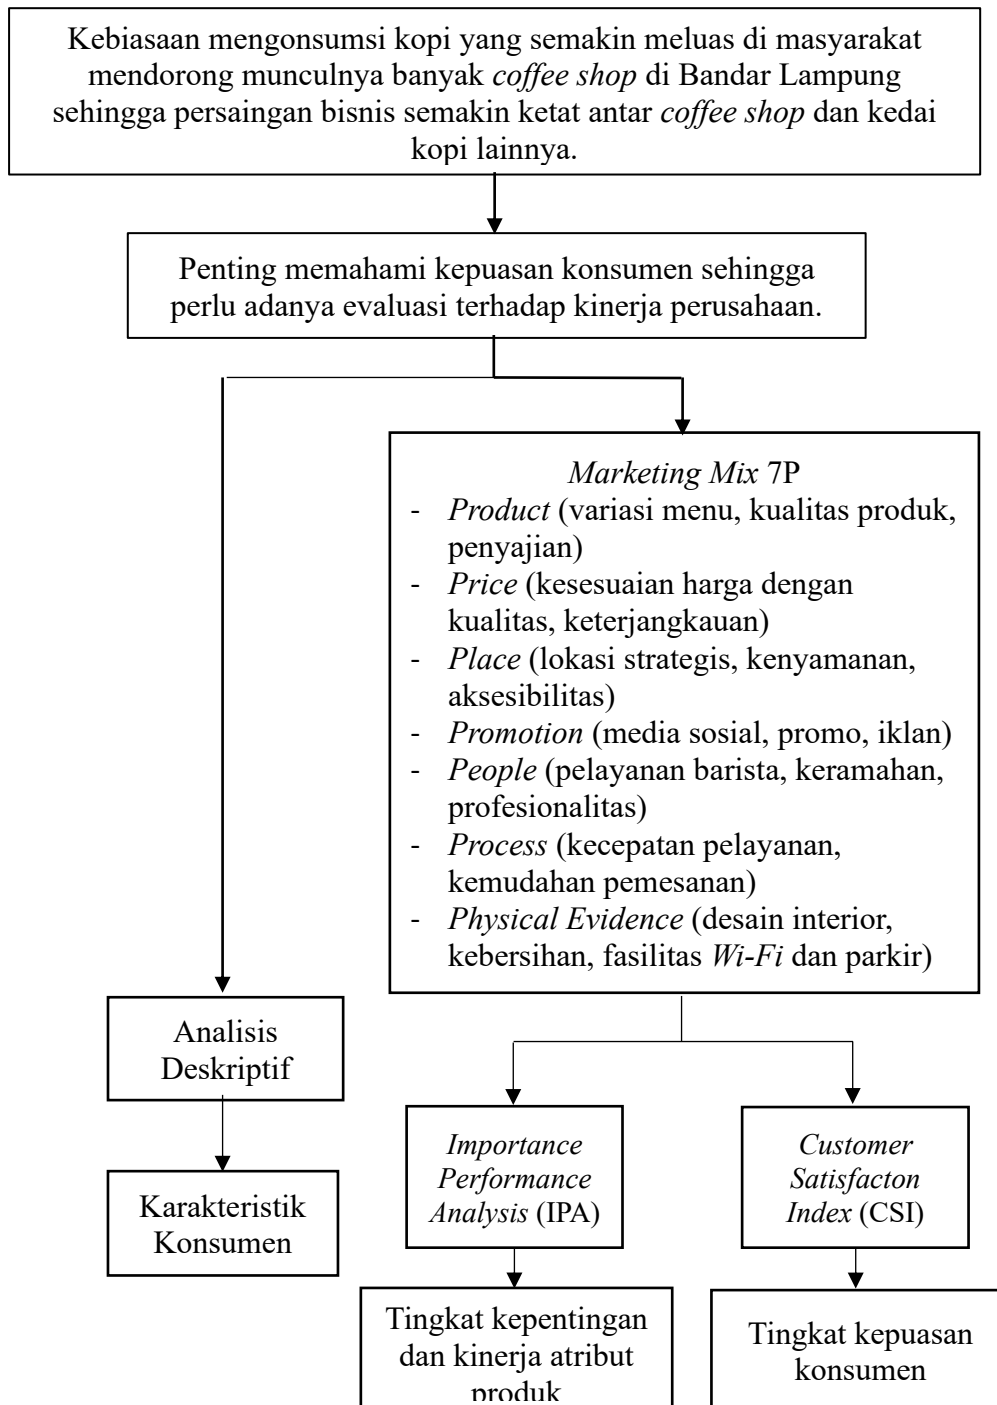 Kebiasaan mengonsumsi kopi yang semakin meluas di masyarakat
mendorong munculnya banyak coffee shop di Bandar Lampung
sehingga persaingan bisnis semakin ketat antar coffee shop dan kedai
kopi lainnya.
Penting memahami kepuasan konsumen sehingga
perlu adanya evaluasi terhadap kinerja perusahaan.
Marketing Mix 7P
- Product (variasi menu, kualitas produk,
penyajian)
- Price (kesesuaian harga dengan
kualitas, keterjangkauan)
- Place (lokasi strategis, kenyamanan,
aksesibilitas)
- Promotion (media sosial, promo, iklan)
- People (pelayanan barista, keramahan,
profesionalitas)
- Process (kecepatan pelayanan,
kemudahan pemesanan)
- Physical Evidence (desain interior,
kebersihan, fasilitas Wi-Fi dan parkir)
Analisis
Deskriptif
Karakteristik
Konsumen
Importance
Performance
Analysis (IPA)
Customer
Satisfacton
Index (CSI)
Tingkat kepentingan
dan kinerja atribut
produk
Tingkat kepuasan
konsumen